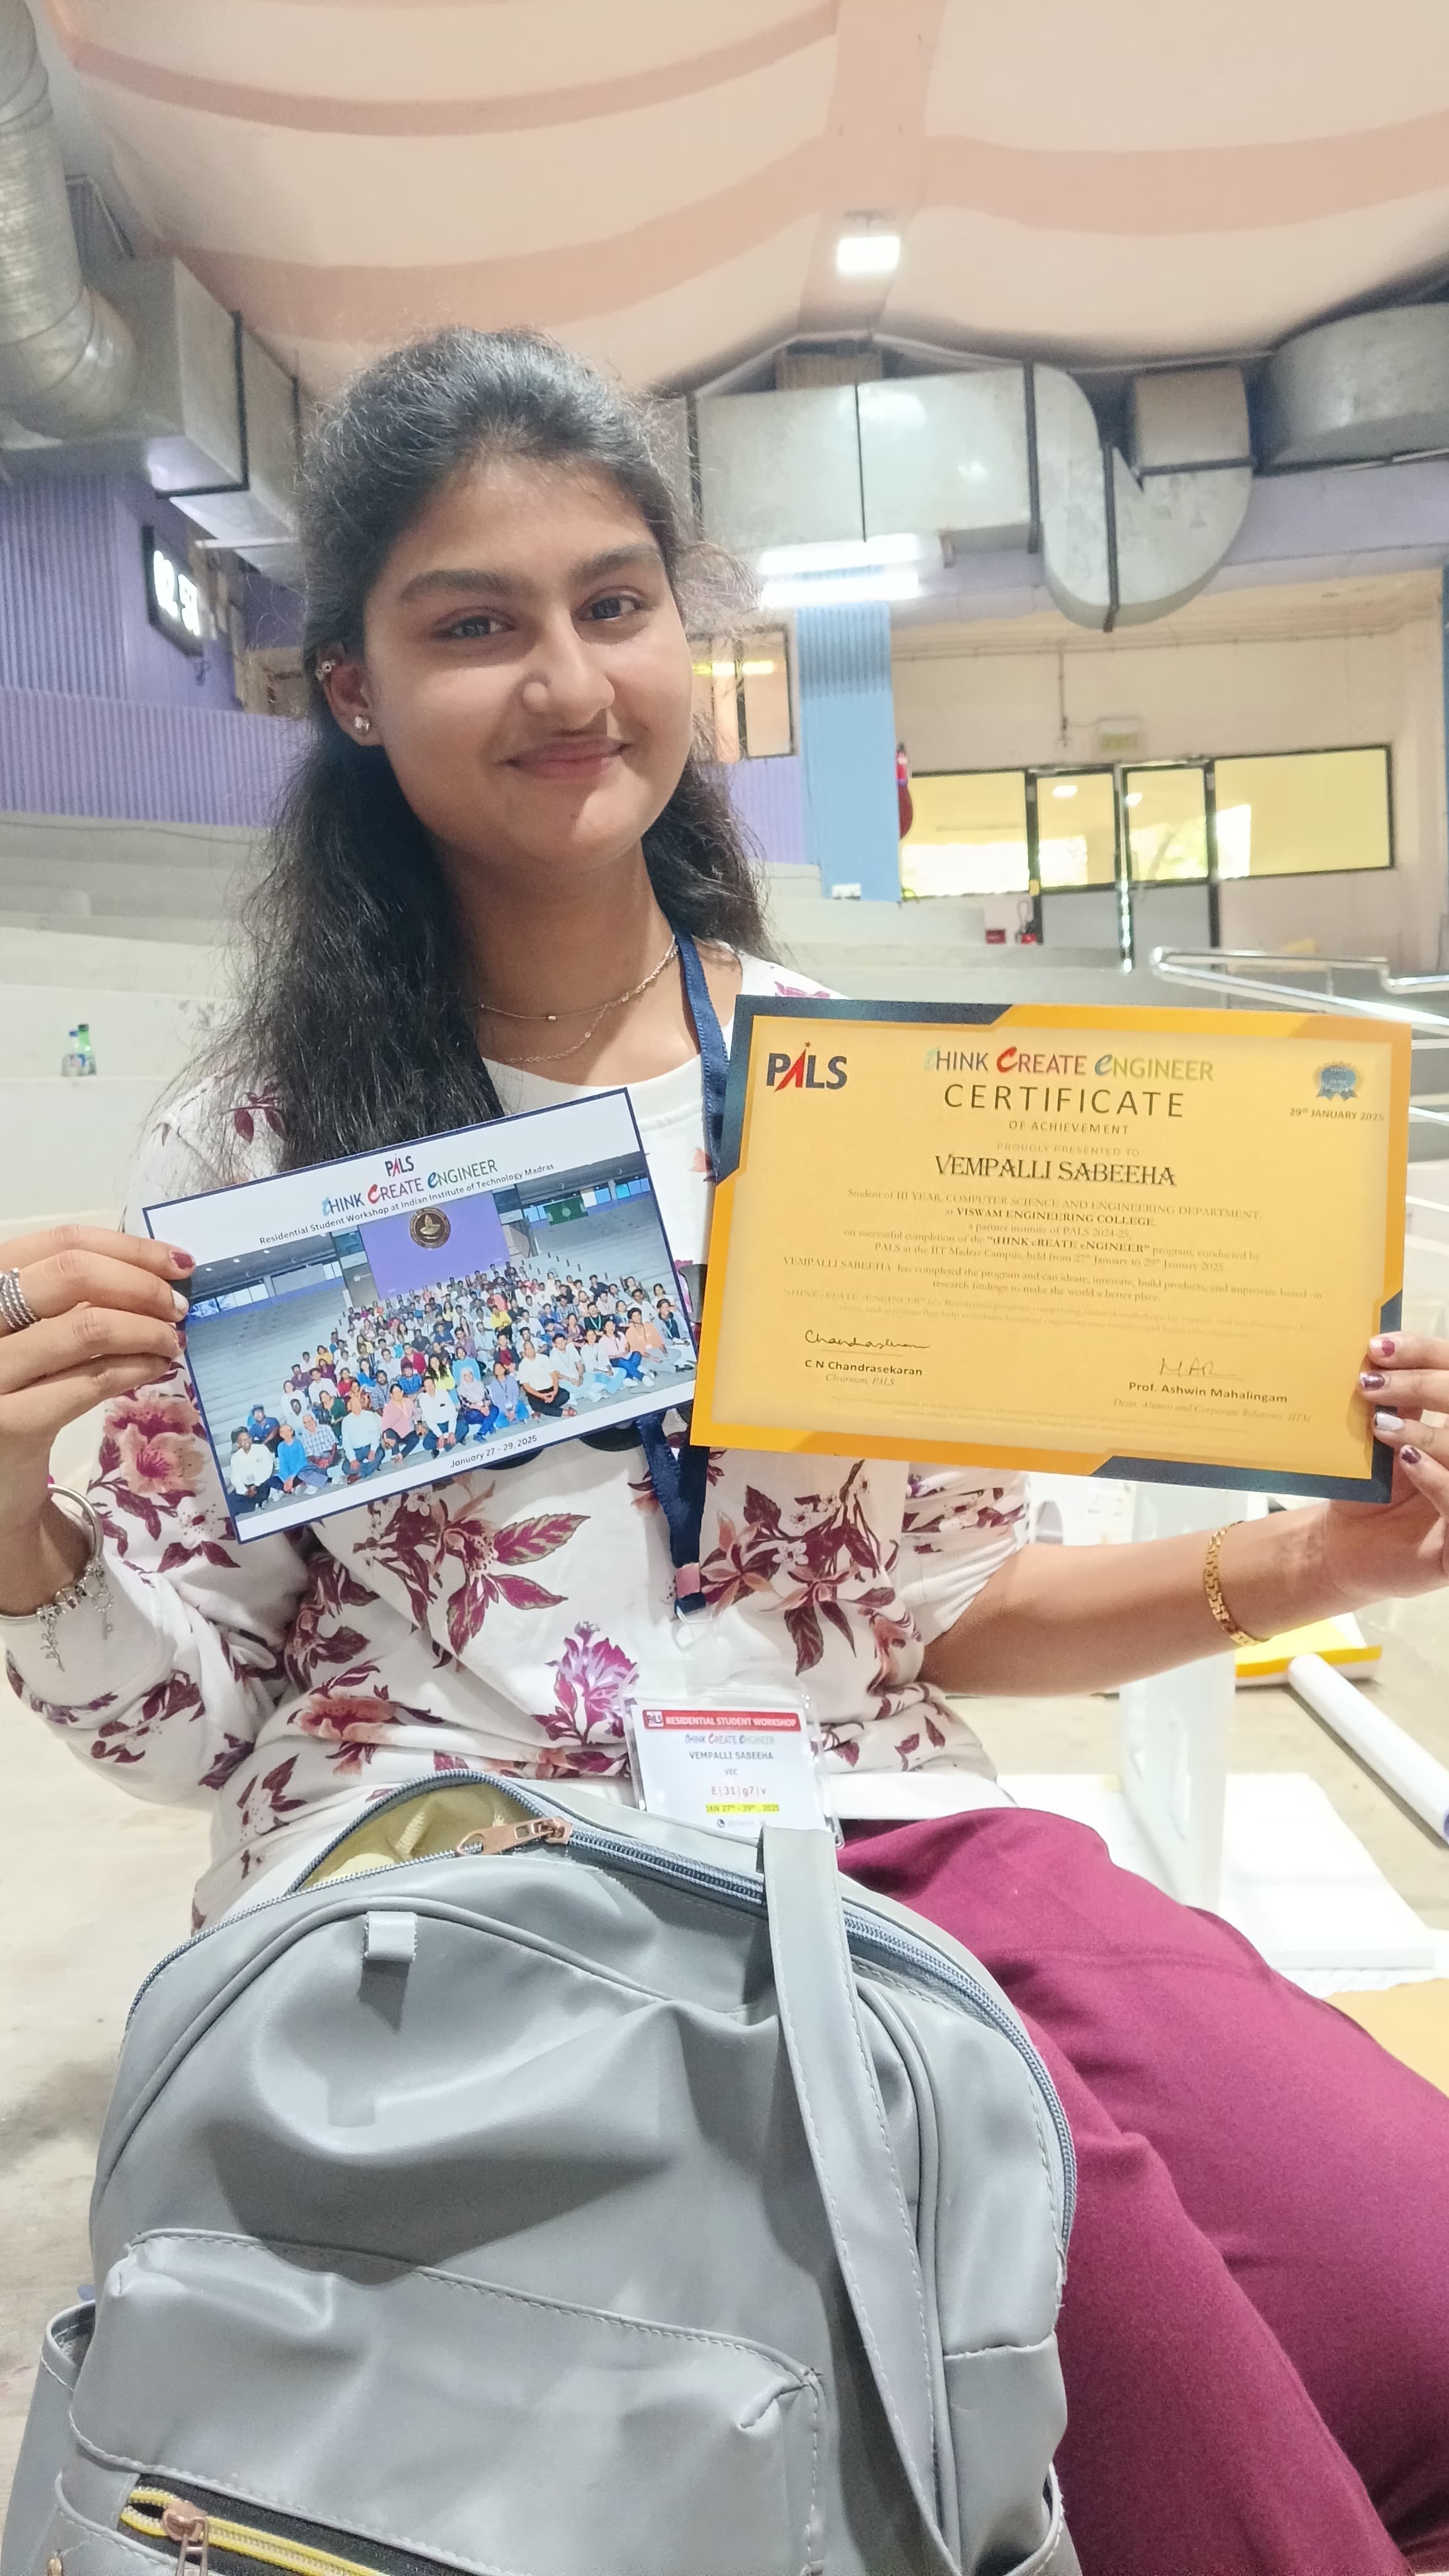 PALS
tHINK CREATE eNGINEER
Residential Student Workshop at Indian Institute of Technology Madras
January 27 - 29, 2025
PALS
tHINK CREATE eNGINEER
CERTIFICATE
OF ACHIEVEMENT
29th JANUARY 2025
PROUDLY PRESENTED TO
VEMPALLI SABEEHA
Student of III YEAR, COMPUTER SCIENCE AND ENGINEERING DEPARTMENT,
at VISWAM ENGINEERING COLLEGE,
a partner institute of PALS 2024-25,
on successful completion of the "tHINK cREATE eNGINEER" program, conducted by
PALS at the IIT Madras Campus, held from 27th January to 29th January 2025.
VEMPALLI SABEEHA has completed the program and can ideate, innovate, build products, and improvise based on
research findings to make the world a better place.
C N Chandrasekaran
Chairman, PALS
Prof. Ashwin Mahalingam
Dean, Alumni and Corporate Relations, IITM
PALS RESIDENTIAL STUDENT WORKSHOP
tHINK CREATE eNGINEER
VEMPALLI SABEEHA
VEC
E|31|g7|v
JAN 27th - 29th, 2025